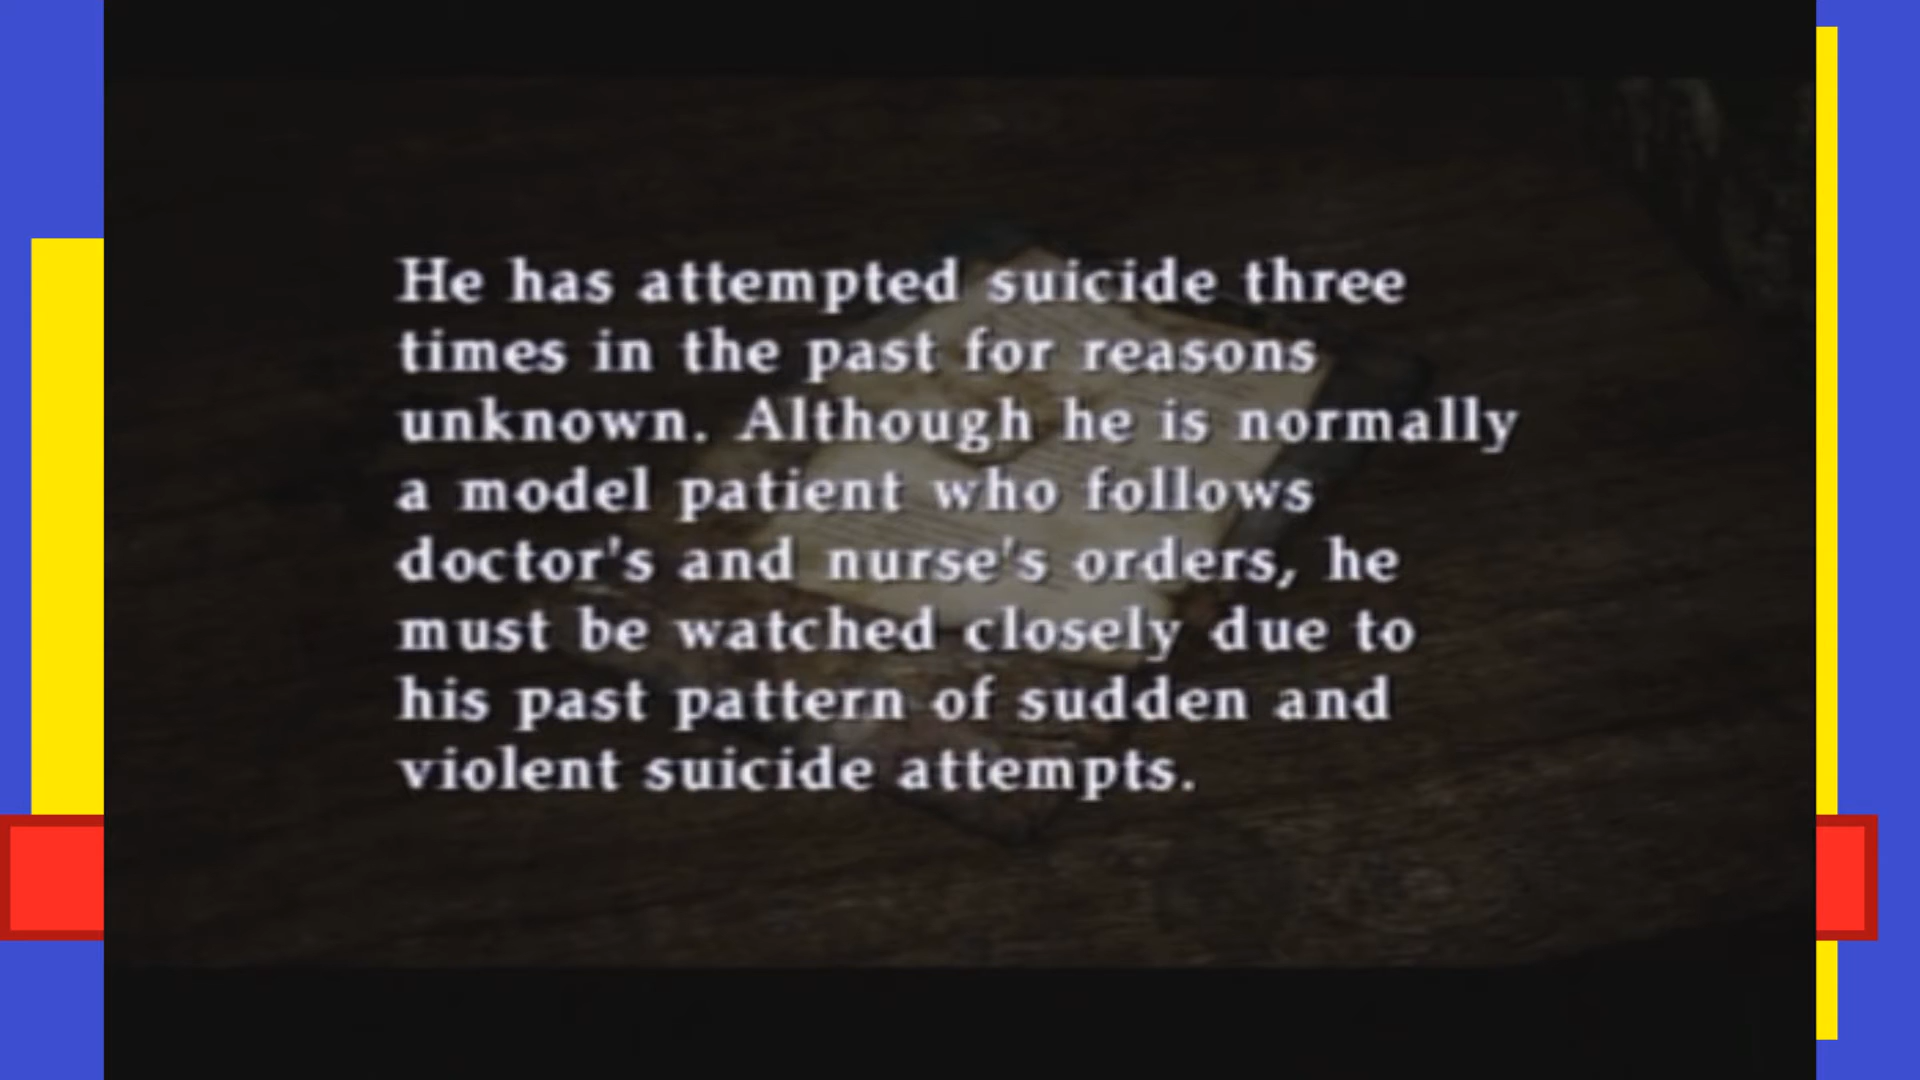 He has attempted suicide three
times in the past for reasons
unknown. Although he is normally
a model patient who follows
doctor's and nurse's orders, he
must be watched closely due to
his past pattern of sudden and
violent suicide attempts.